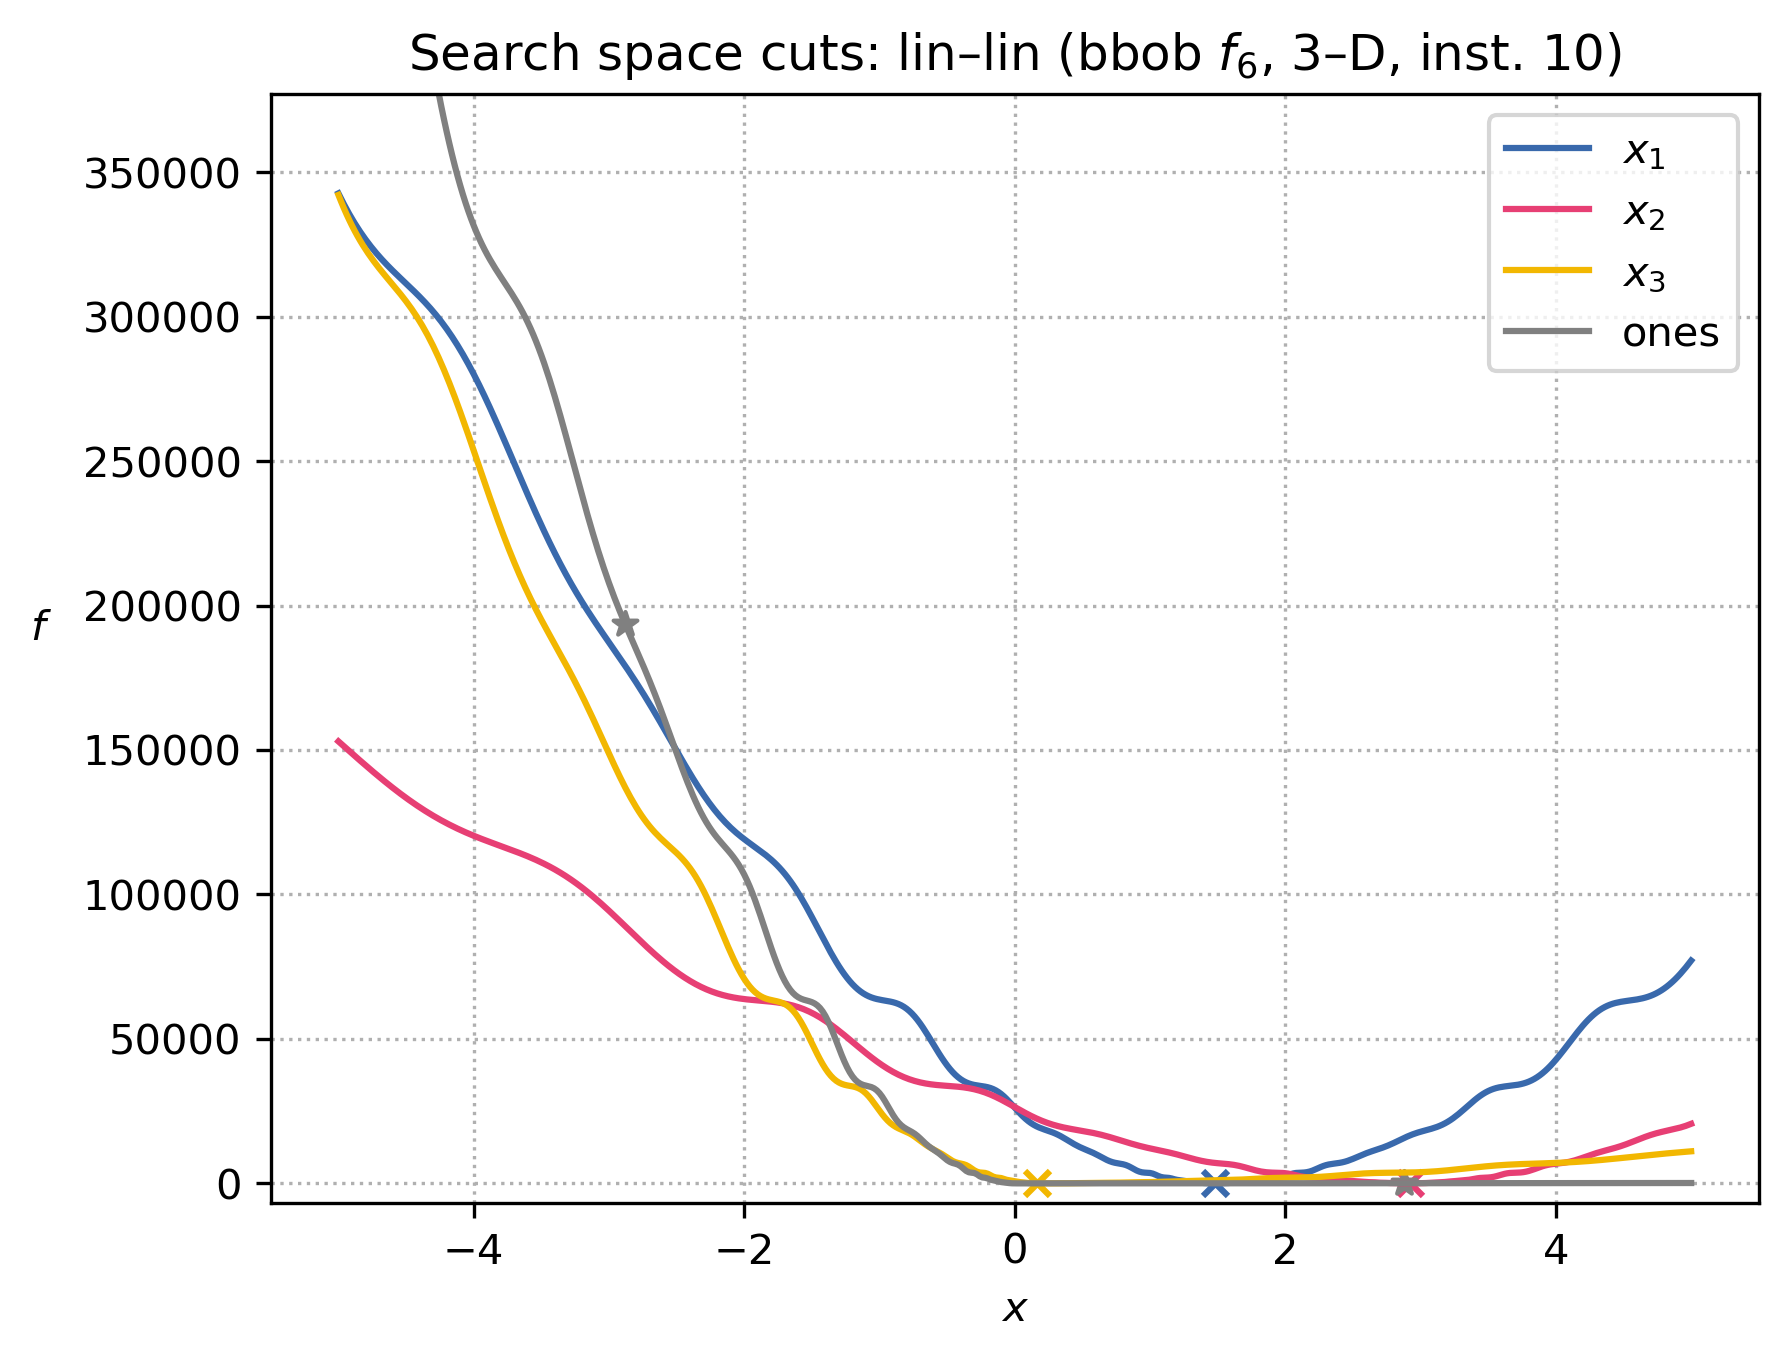 Search space cuts: lin–lin (bbob f₆, 3–D, inst. 10)
x₁
x₂
x₃
ones
f
350000
300000
250000
200000
150000
100000
50000
0
−4 −2 0 2 4
x